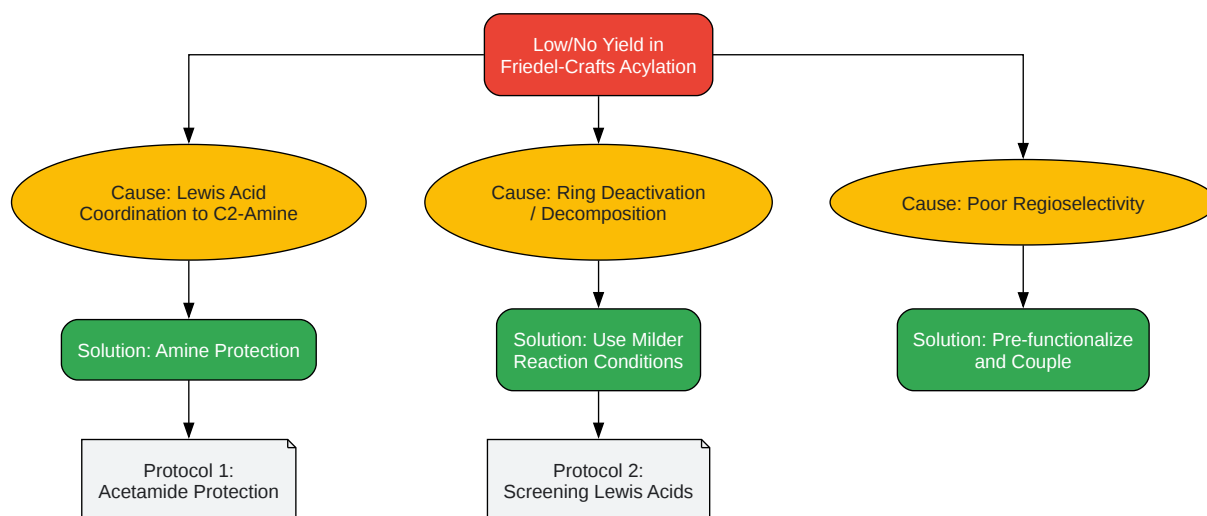 Low/No Yield in
Friedel-Crafts Acylation
Cause: Lewis Acid
Coordination to C2-Amine
Cause: Ring Deactivation
/ Decomposition
Cause: Poor Regioselectivity
Solution: Amine Protection
Solution: Use Milder
Reaction Conditions
Solution: Pre-functionalize
and Couple
Protocol 1:
Acetamide Protection
Protocol 2:
Screening Lewis Acids